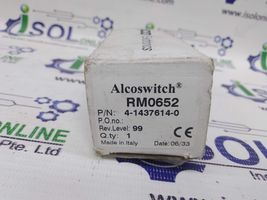 Alcoswitch®
RM0652
P/N: 4-1437614-0
P.O.no:
Rev.Level: 99
Q.ty: 1
Made in Italy Date: 06/33
CE
ISOL
ONLINE
Pte. Ltd.